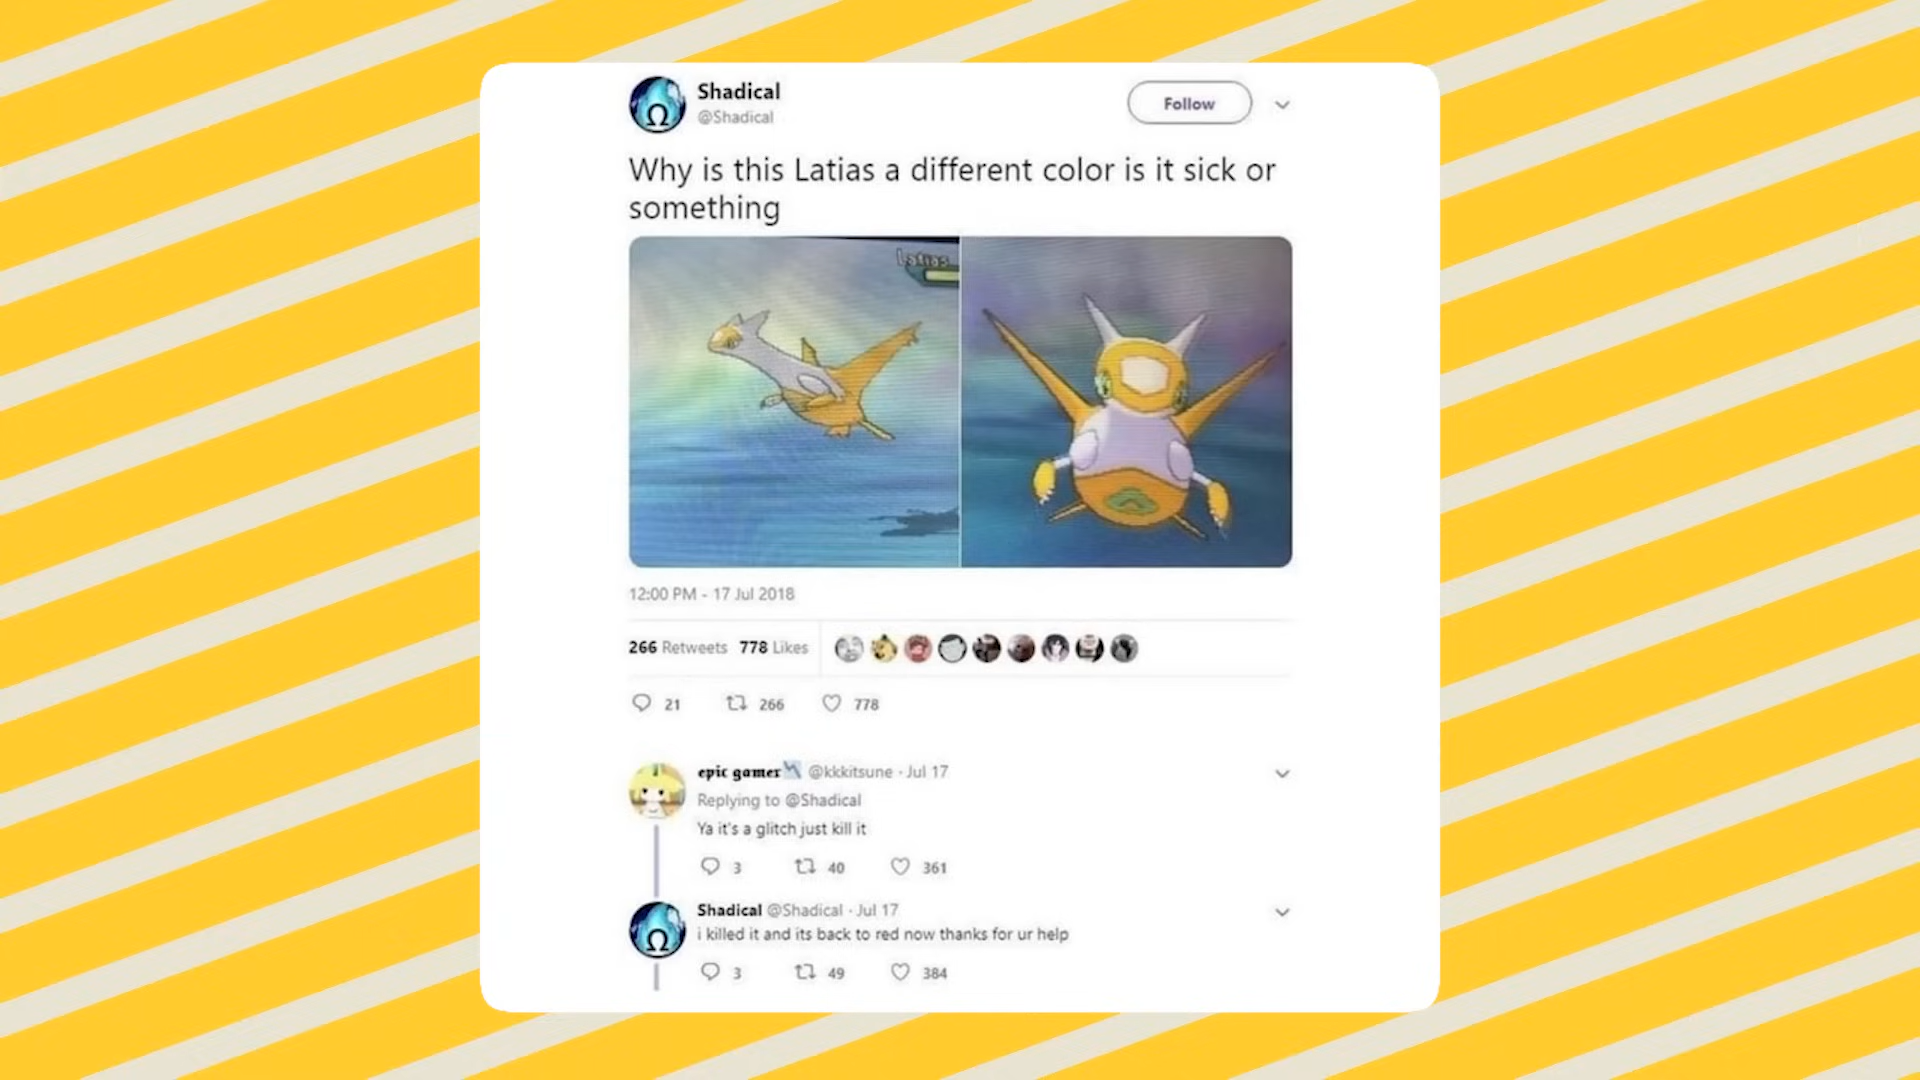 Shadical
@Shadical
Follow
Why is this Latias a different color is it sick or
something
Latias
12:00 PM - 17 Jul 2018
266 Retweets 778 Likes
21 266 778
epic gamer @kkkitsune · Jul 17
Replying to @Shadical
Ya it's a glitch just kill it
3 40 361
Shadical @Shadical · Jul 17
i killed it and its back to red now thanks for ur help
3 49 384